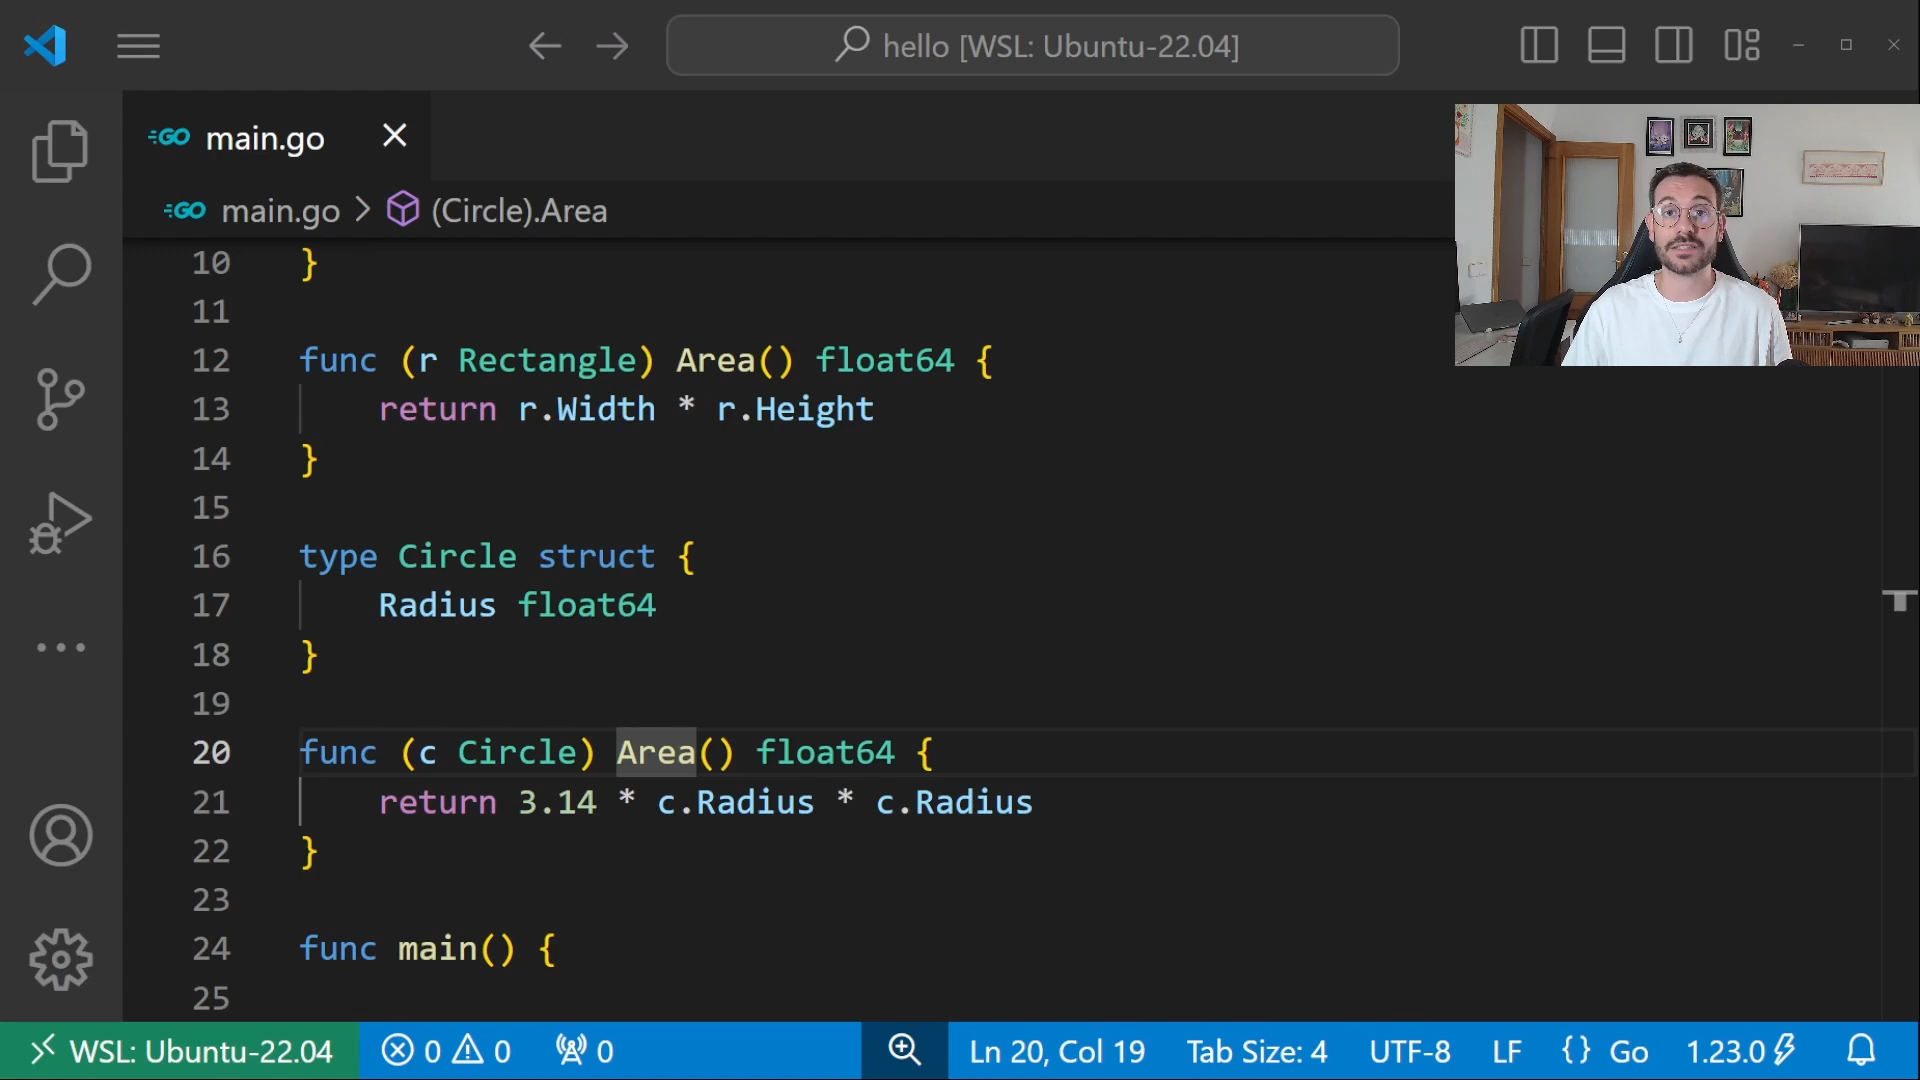 hello [WSL: Ubuntu-22.04]
GO main.go
GO main.go > (Circle).Area
10 }
11
12 func (r Rectangle) Area() float64 {
13 return r.Width * r.Height
14 }
15
16 type Circle struct {
17 Radius float64
18 }
19
20 func (c Circle) Area() float64 {
21 return 3.14 * c.Radius * c.Radius
22 }
23
24 func main() {
25
WSL: Ubuntu-22.04 0 0 0 Ln 20, Col 19 Tab Size: 4 UTF-8 LF {} Go 1.23.0